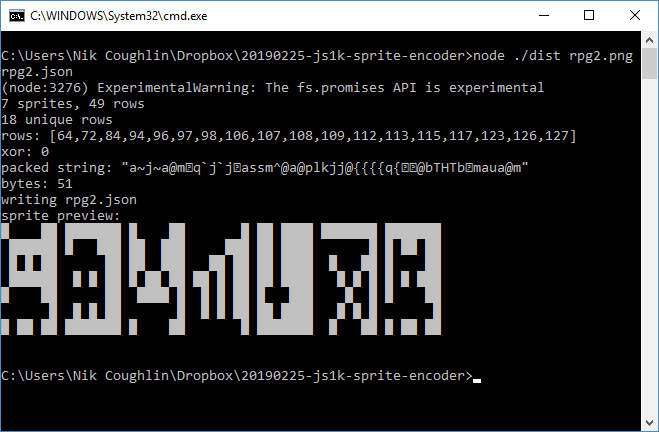 C:\WINDOWS\System32\cmd.exe
C:\Users\Nik Coughlin\Dropbox\20190225-js1k-sprite-encoder>node ./dist rpg2.png
rpg2.json
(node:3276) ExperimentalWarning: The fs.promises API is experimental
7 sprites, 49 rows
18 unique rows
rows: [64,72,84,94,96,97,98,106,107,108,109,112,113,115,117,123,126,127]
xor: 0
packed string: "a~j~a@m⍰q`j`j⍰assm^@a@plkjj@{{{{q{⍰⍰@bTHTb⍰maua@m"
bytes: 51
writing rpg2.json
sprite preview:
C:\Users\Nik Coughlin\Dropbox\20190225-js1k-sprite-encoder>